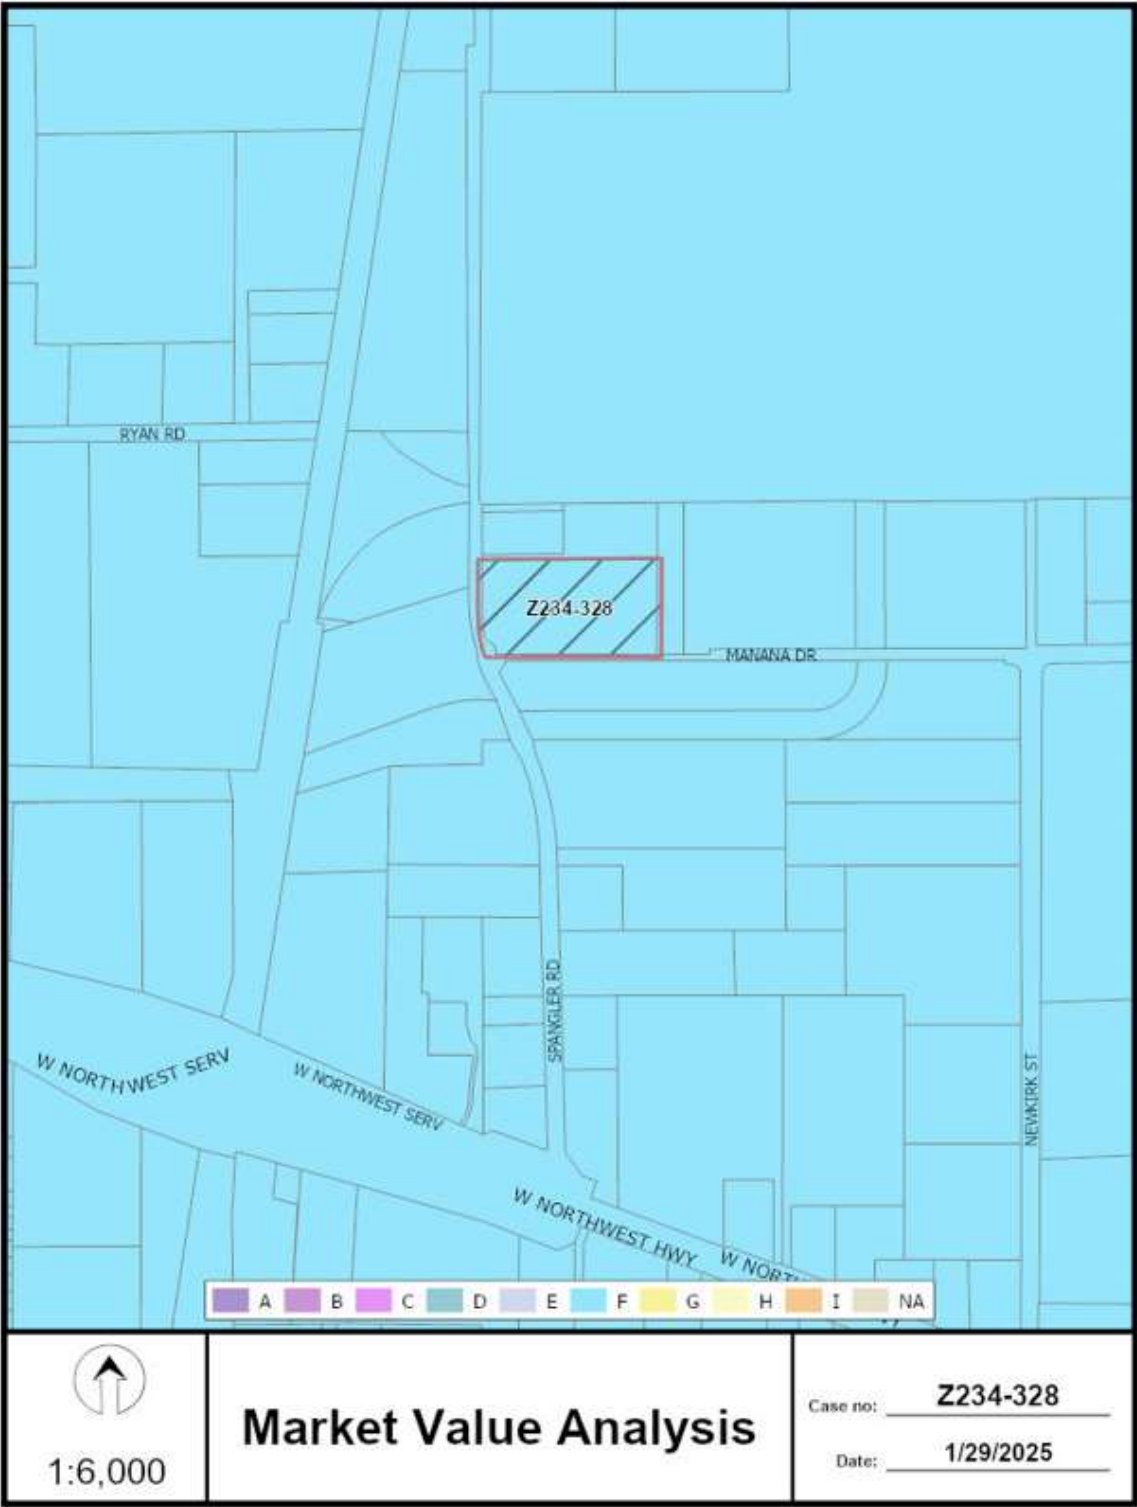 RYAN RD
Z234-328
MANANA DR
SPANGLER RD
NEWKIRK ST
W NORTHWEST SERV
W NORTHWEST SERV
W NORTHWEST HWY
A B C D E F G H I NA
1:6,000
Market Value Analysis
Case no: Z234-328
Date: 1/29/2025